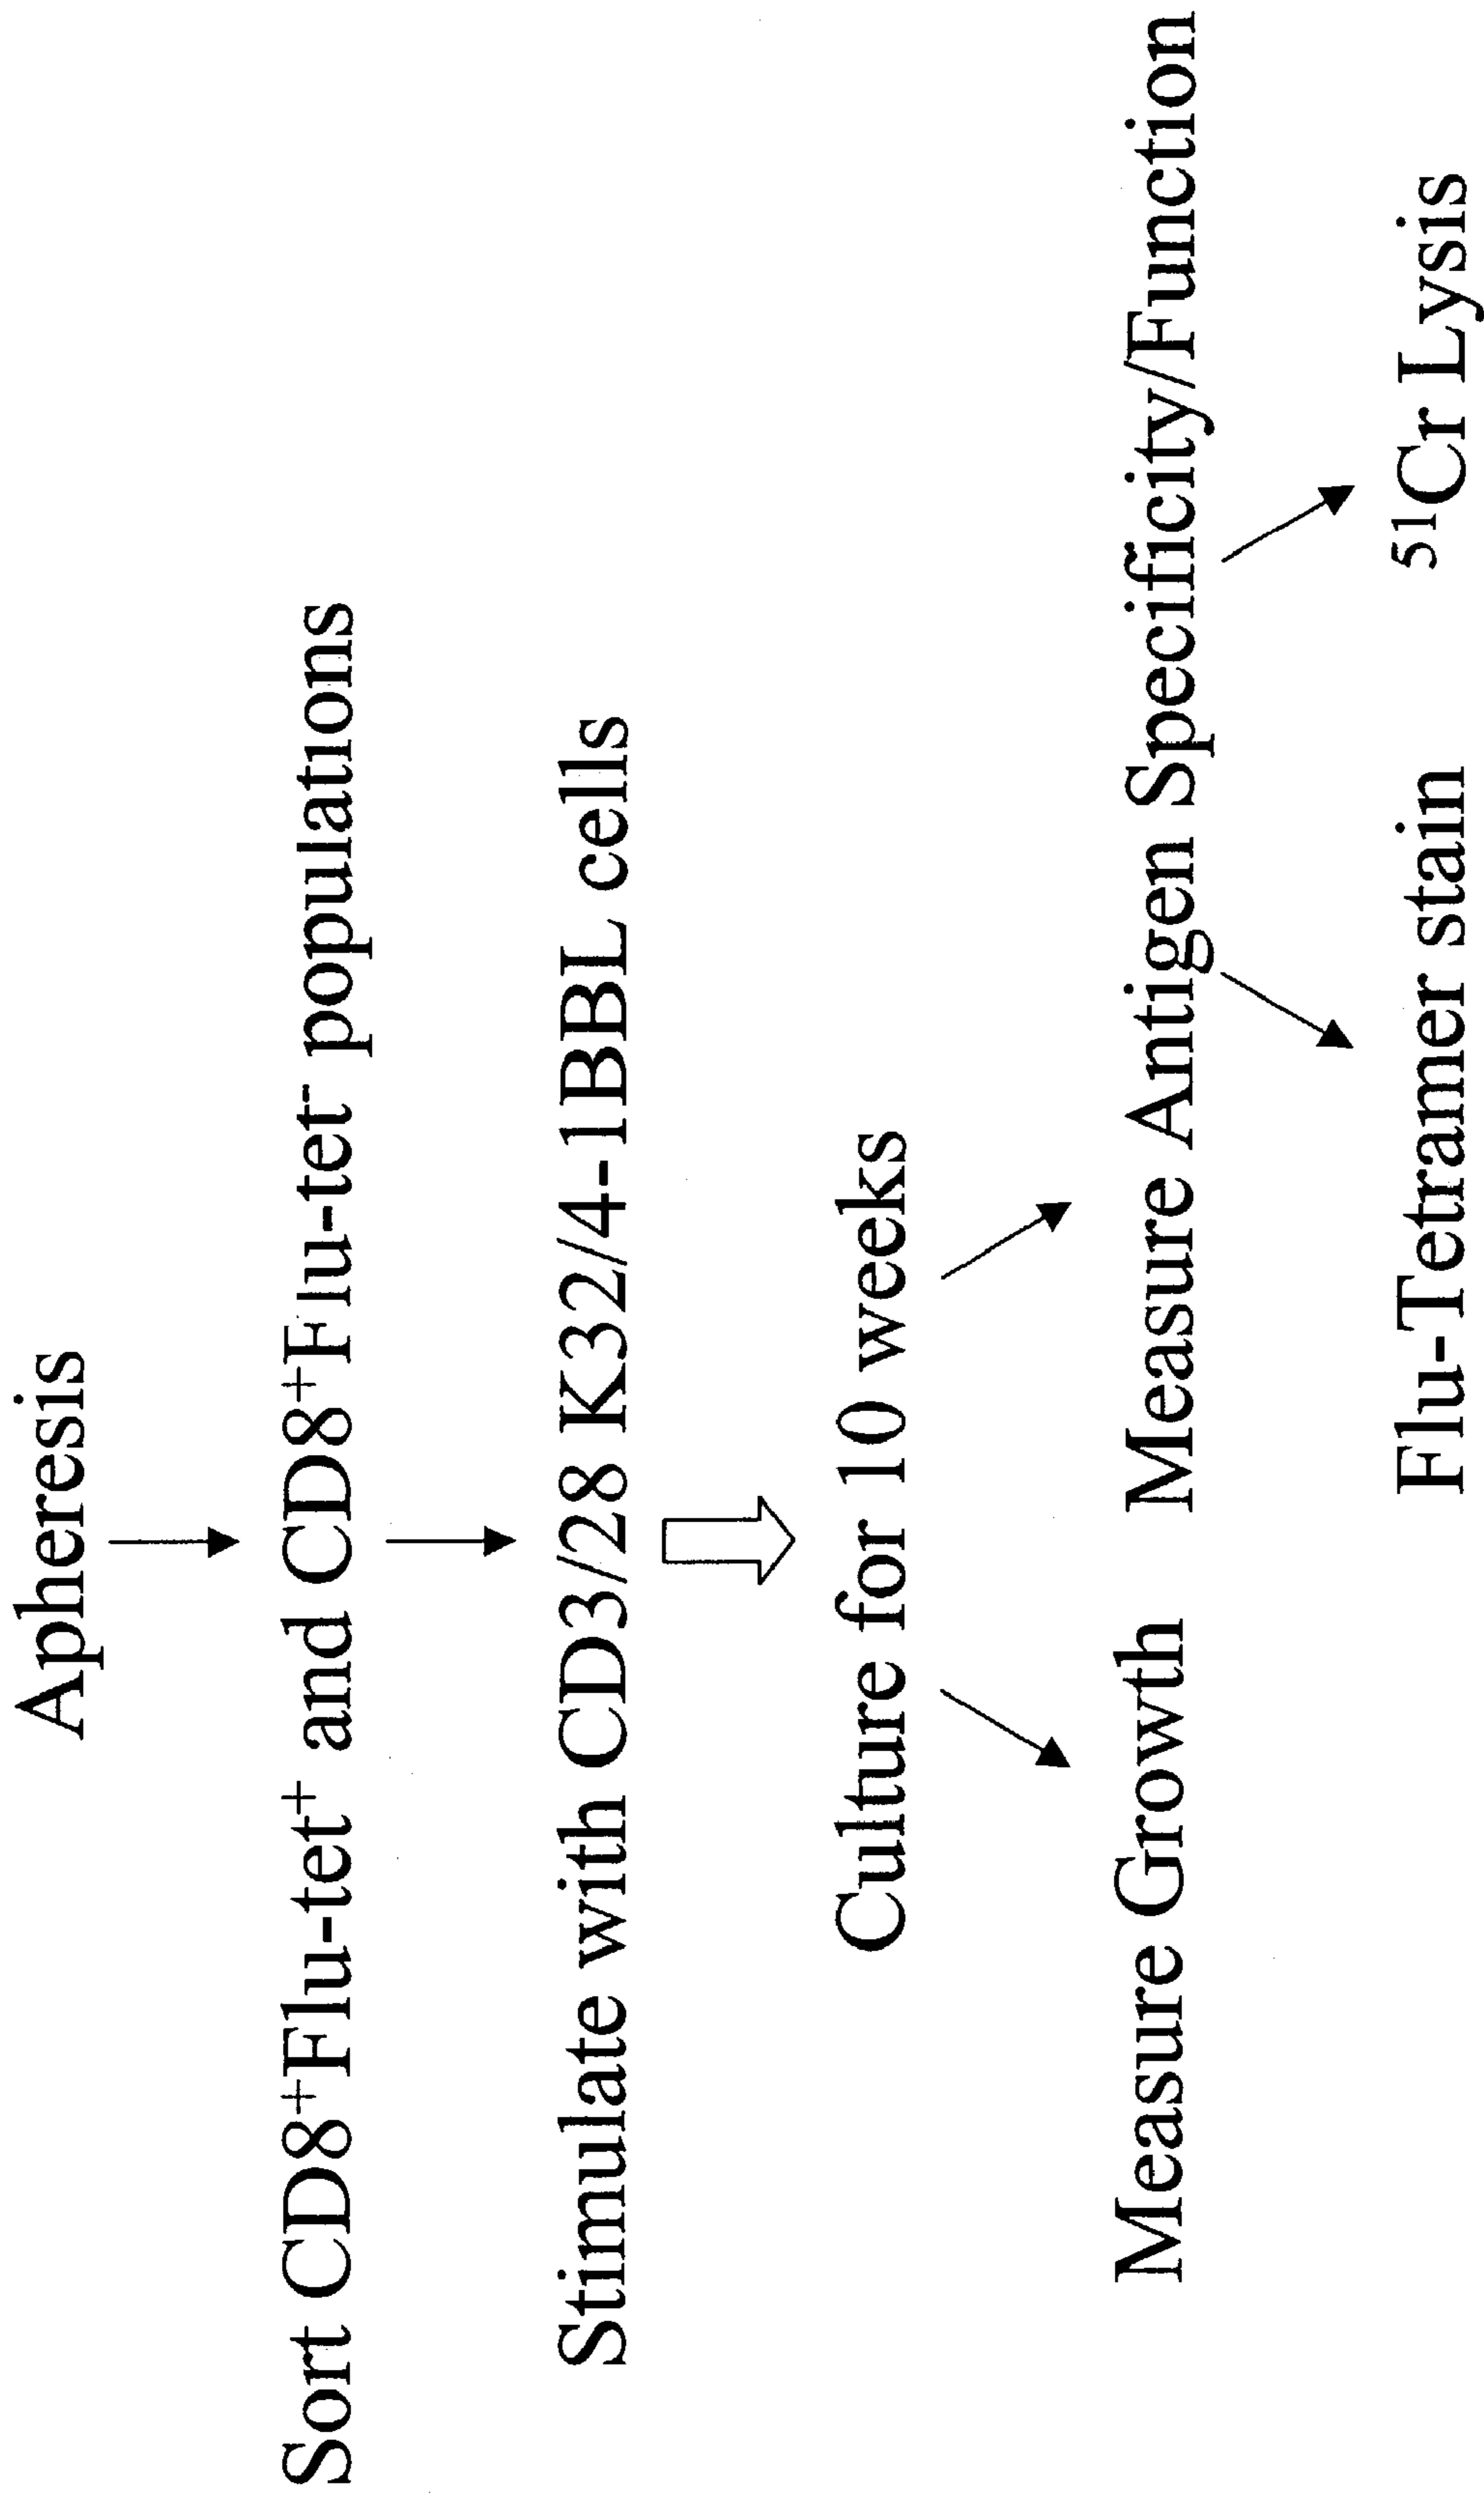 Apheresis
Sort CD8⁺Flu-tet⁺ and CD8⁺Flu-tet⁻ populations
Stimulate with CD3/28 K32/4-1BBL cells
Culture for 10 weeks
Measure Growth Measure Antigen Specificity/Function
Flu-Tetramer stain ⁵¹Cr Lysis